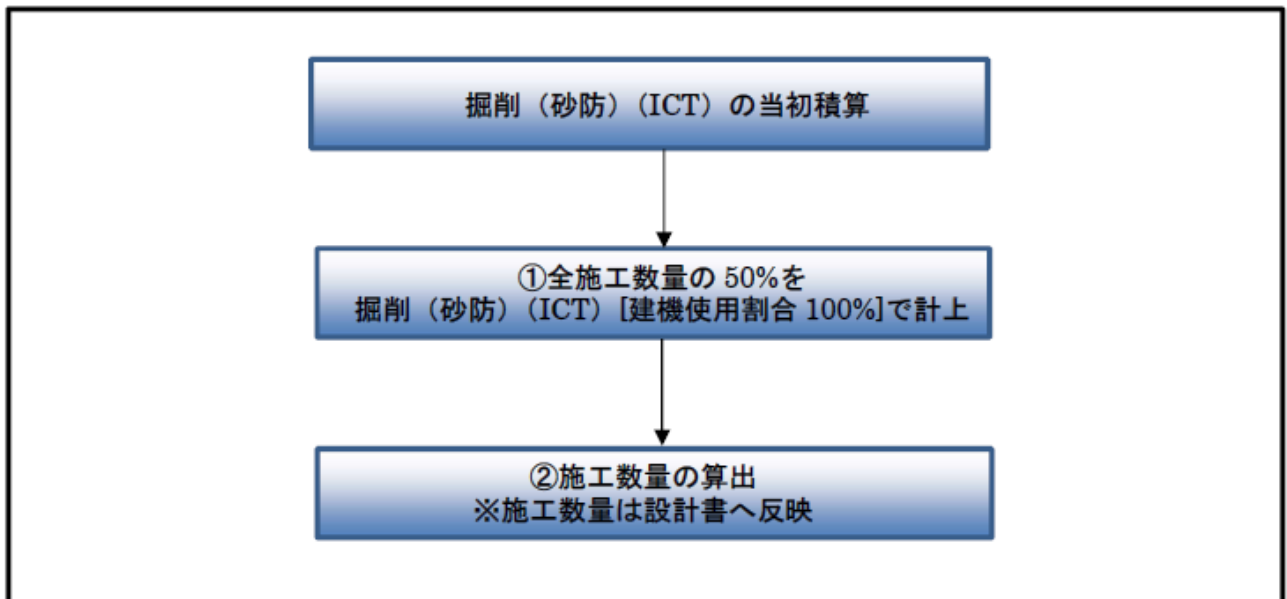 掘削（砂防）（ICT）の当初積算
①全施工数量の 50%を
掘削（砂防）（ICT）[建機使用割合 100%]で計上
②施工数量の算出
※施工数量は設計書へ反映